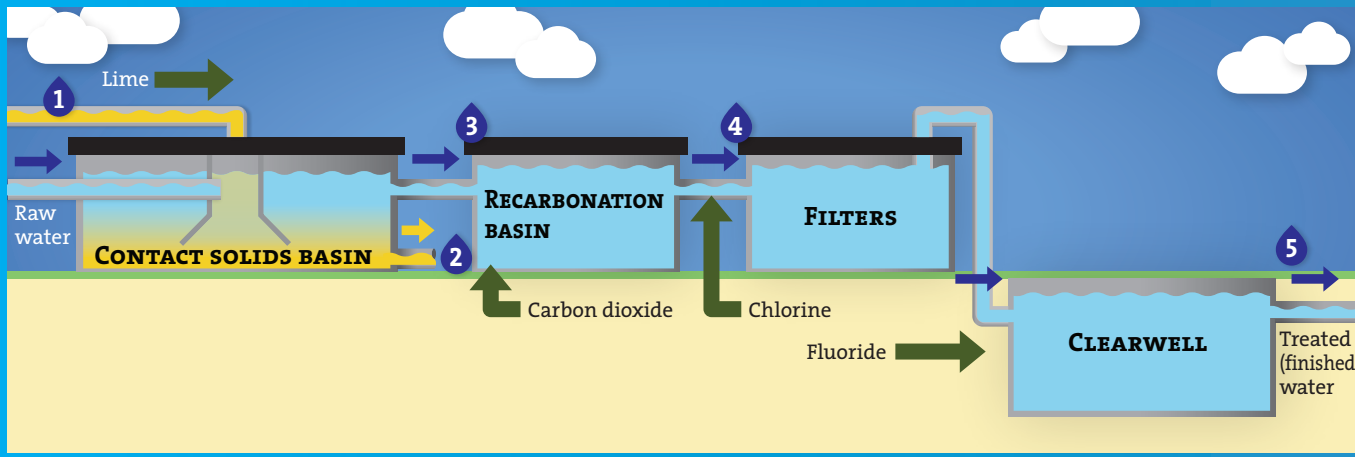 Lime
1
3
4
Raw
water
CONTACT SOLIDS BASIN
2
RECARBONATION
BASIN
FILTERS
5
Carbon dioxide
Chlorine
Fluoride
CLEARWELL
Treated
(finished
water